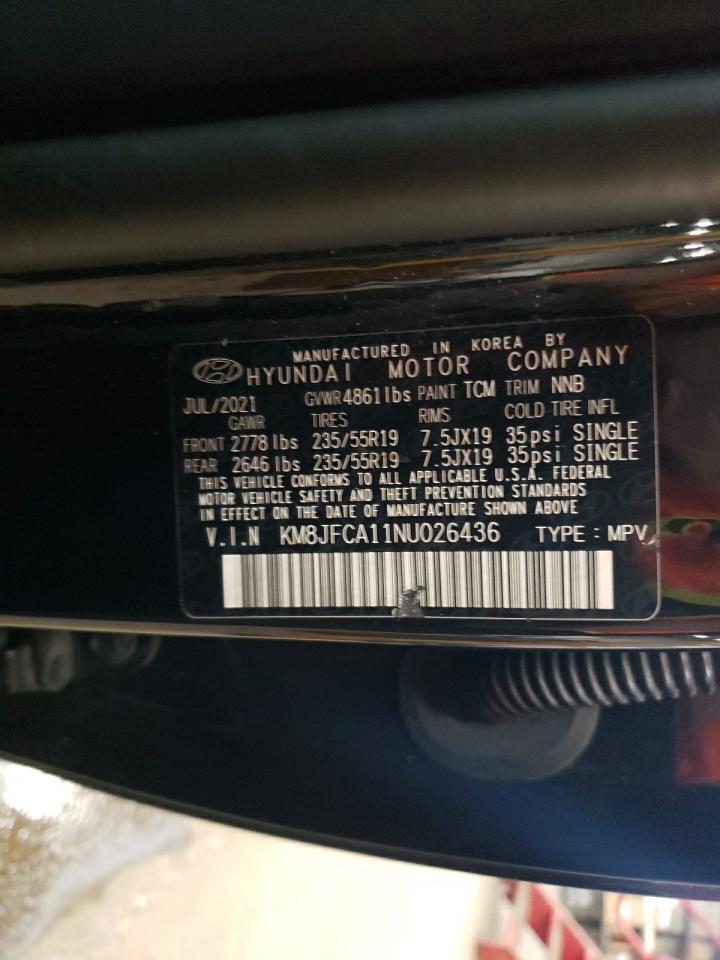 MANUFACTURED IN KOREA BY
HYUNDAI MOTOR COMPANY
JUL/2021 GVWR 4861 lbs PAINT TCM TRIM NNB
GAWR TIRES RIMS COLD TIRE INFL
FRONT 2778 lbs 235/55R19 7.5JX19 35psi SINGLE
REAR 2646 lbs 235/55R19 7.5JX19 35psi SINGLE
THIS VEHICLE CONFORMS TO ALL APPLICABLE U.S.A. FEDERAL
MOTOR VEHICLE SAFETY AND THEFT PREVENTION STANDARDS
IN EFFECT ON THE DATE OF MANUFACTURE SHOWN ABOVE
V.I.N KM8JFCA11NU026436 TYPE : MPV